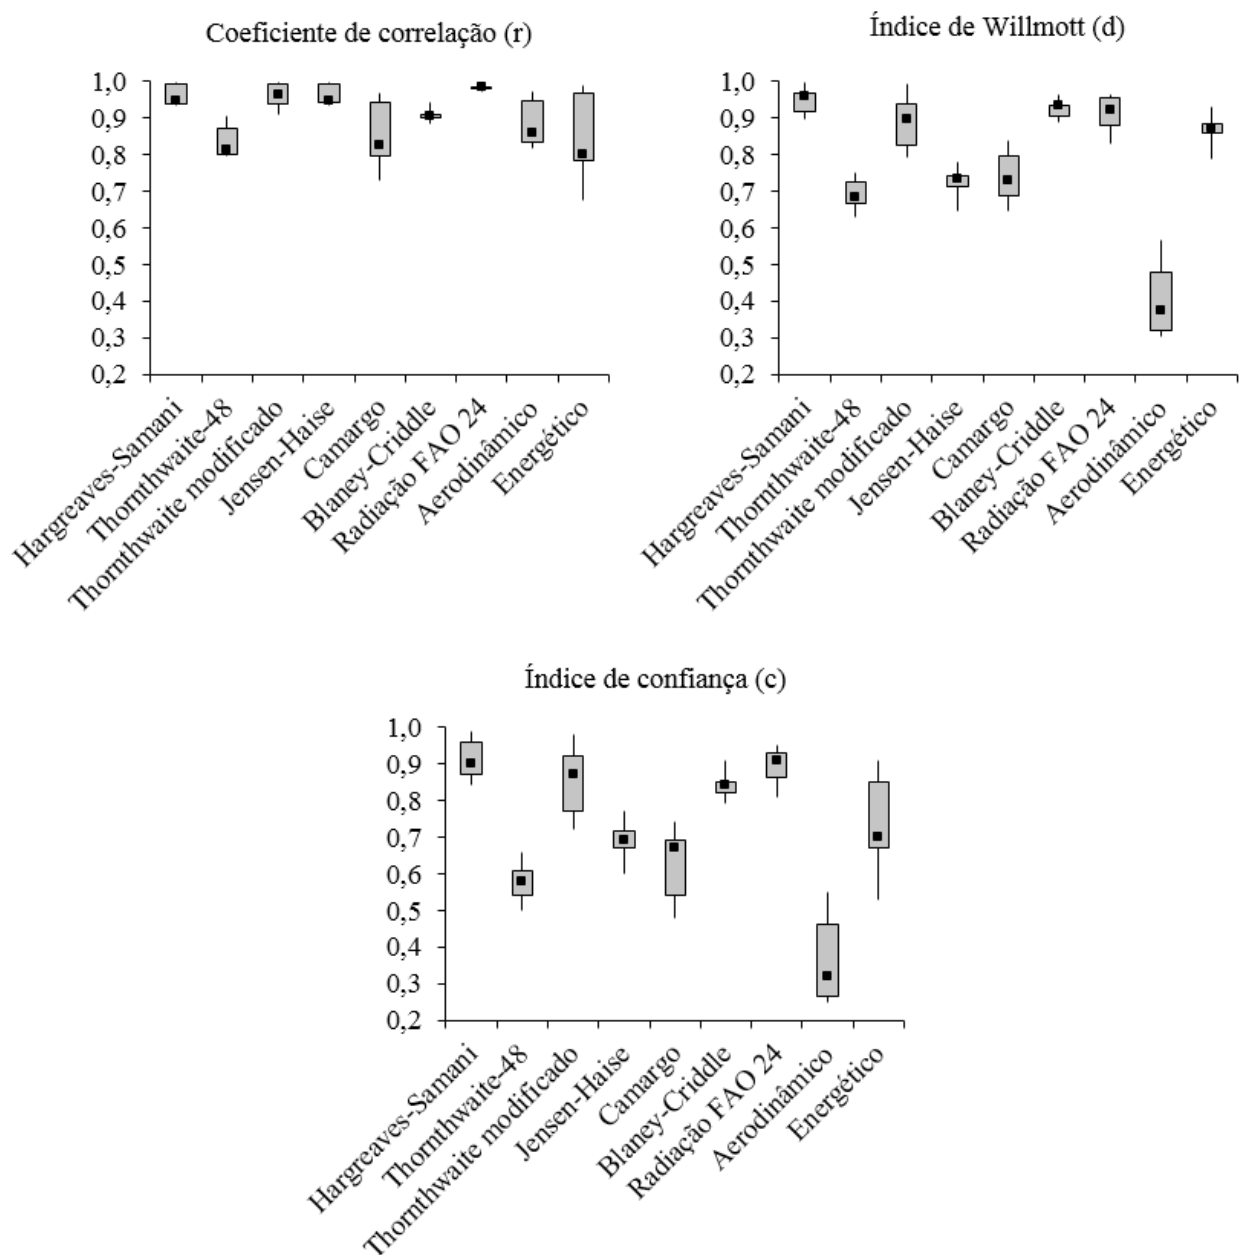 Coeficiente de correlação (r)
1,0
0,9
0,8
0,7
0,6
0,5
0,4
0,3
0,2
Hargreaves-Samani
Thornthwaite-48
Thornthwaite modificado
Jensen-Haise
Camargo
Blaney-Criddle
Radiação FAO 24
Aerodinâmico
Energético
Índice de Willmott (d)
1,0
0,9
0,8
0,7
0,6
0,5
0,4
0,3
0,2
Hargreaves-Samani
Thornthwaite-48
Thornthwaite modificado
Jensen-Haise
Camargo
Blaney-Criddle
Radiação FAO 24
Aerodinâmico
Energético
Índice de confiança (c)
1,0
0,9
0,8
0,7
0,6
0,5
0,4
0,3
0,2
Hargreaves-Samani
Thornthwaite-48
Thornthwaite modificado
Jensen-Haise
Camargo
Blaney-Criddle
Radiação FAO 24
Aerodinâmico
Energético